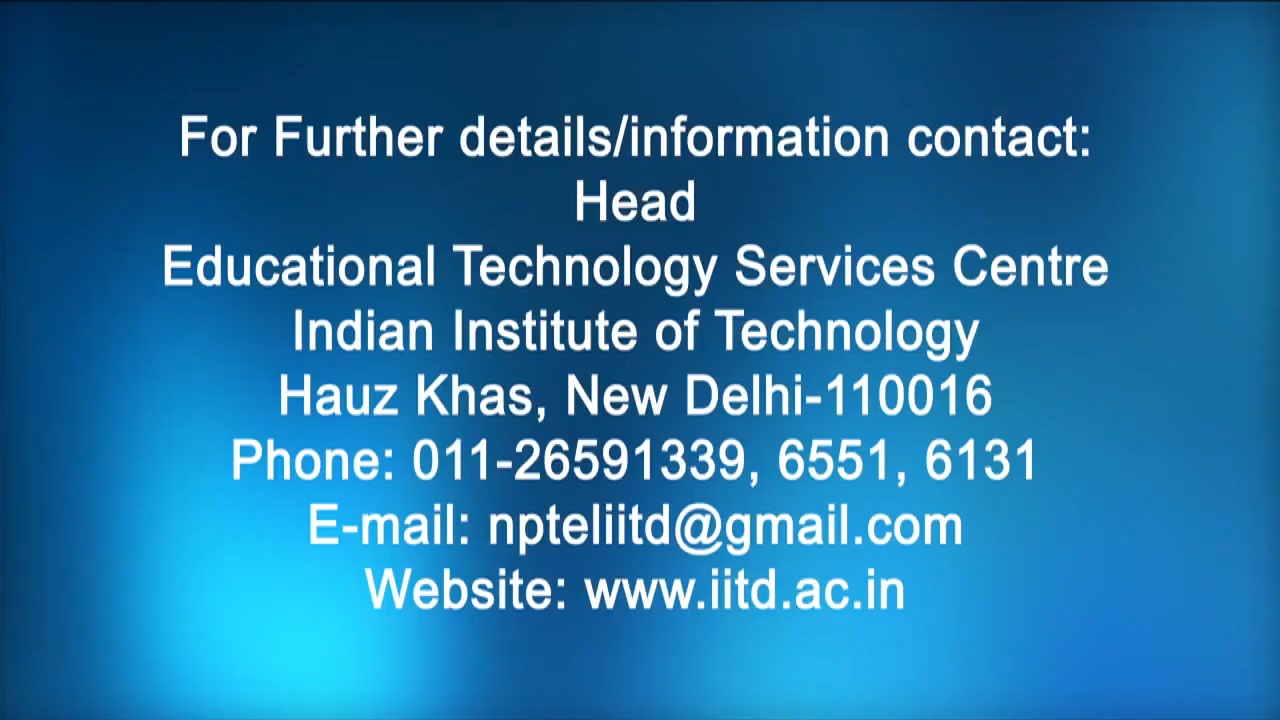 For Further details/information contact:
Head
Educational Technology Services Centre
Indian Institute of Technology
Hauz Khas, New Delhi-110016
Phone: 011-26591339, 6551, 6131
E-mail: npteliitd@gmail.com
Website: www.iitd.ac.in